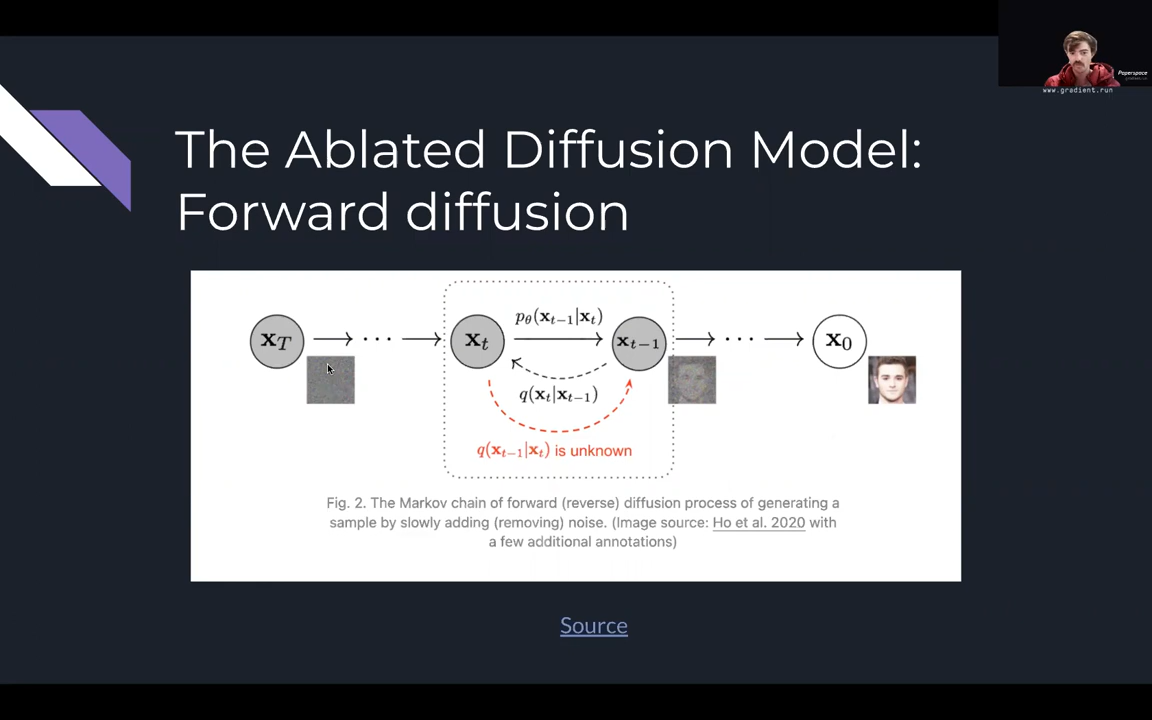 Paperspace
www.gradient.run
The Ablated Diffusion Model:
Forward diffusion
x_T
· · ·
x_t
p_θ(x_{t−1}|x_t)
x_{t−1}
· · ·
x_0
q(x_t|x_{t−1})
q(x_{t−1}|x_t) is unknown
Fig. 2. The Markov chain of forward (reverse) diffusion process of generating a
sample by slowly adding (removing) noise. (Image source: Ho et al. 2020 with
a few additional annotations)
Source